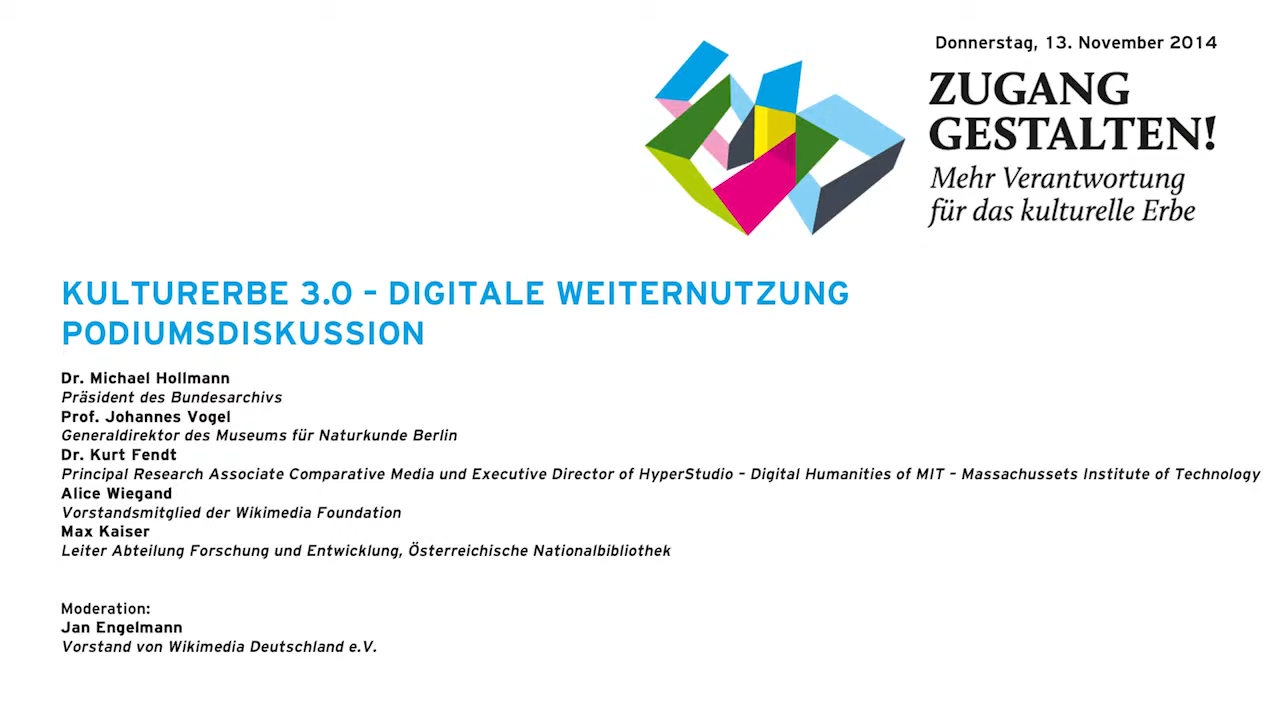 Donnerstag, 13. November 2014
ZUGANG
GESTALTEN!
Mehr Verantwortung
für das kulturelle Erbe
KULTURERBE 3.0 – DIGITALE WEITERNUTZUNG
PODIUMSDISKUSSION
Dr. Michael Hollmann
Präsident des Bundesarchivs
Prof. Johannes Vogel
Generaldirektor des Museums für Naturkunde Berlin
Dr. Kurt Fendt
Principal Research Associate Comparative Media und Executive Director of HyperStudio – Digital Humanities of MIT – Massachussets Institute of Technology
Alice Wiegand
Vorstandsmitglied der Wikimedia Foundation
Max Kaiser
Leiter Abteilung Forschung und Entwicklung, Österreichische Nationalbibliothek
Moderation:
Jan Engelmann
Vorstand von Wikimedia Deutschland e.V.